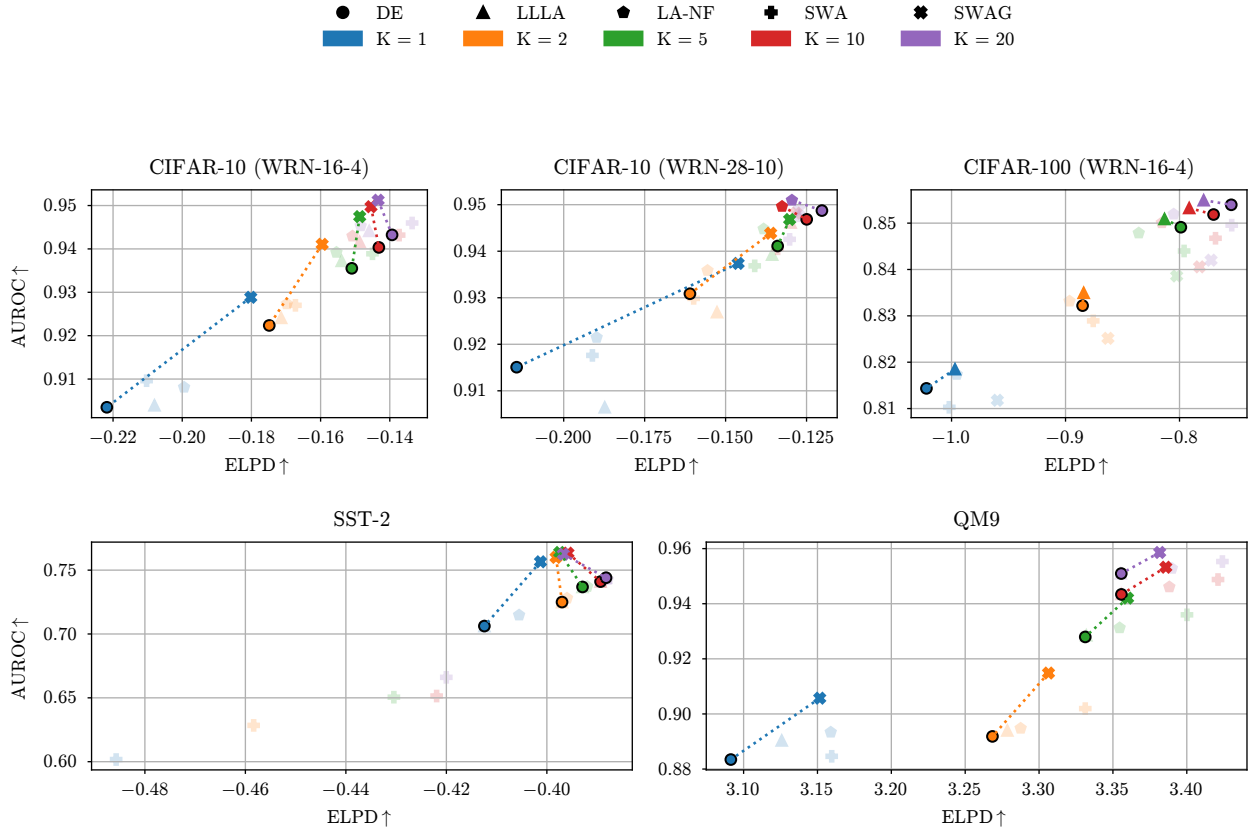 DE LLLA LA-NF SWA SWAG
K = 1 K = 2 K = 5 K = 10 K = 20
CIFAR-10 (WRN-16-4)
0.95
0.94
0.93
0.92
0.91
AUROC↑
−0.22 −0.20 −0.18 −0.16 −0.14
ELPD↑
CIFAR-10 (WRN-28-10)
0.95
0.94
0.93
0.92
0.91
−0.200 −0.175 −0.150 −0.125
ELPD↑
CIFAR-100 (WRN-16-4)
0.85
0.84
0.83
0.82
0.81
−1.0 −0.9 −0.8
ELPD↑
SST-2
0.75
0.70
0.65
0.60
AUROC↑
−0.48 −0.46 −0.44 −0.42 −0.40
ELPD↑
QM9
0.96
0.94
0.92
0.90
0.88
3.10 3.15 3.20 3.25 3.30 3.35 3.40
ELPD↑